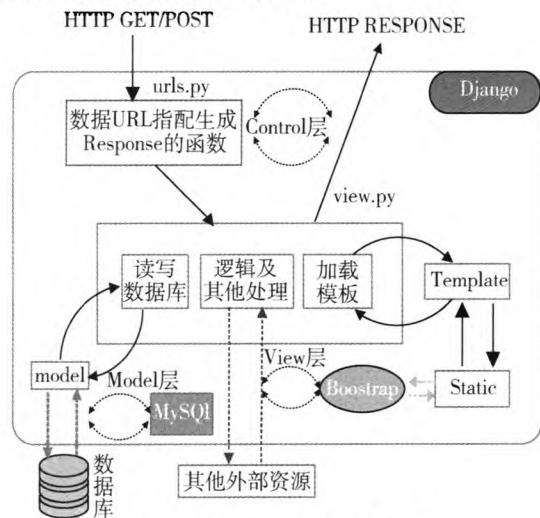 HTTP GET/POST
HTTP RESPONSE
urls.py
Django
数据URL指配生成
Response的函数
Control层
view.py
读写
数据库
逻辑及
其他处理
加载
模板
Template
model
Model层
MySQl
View层
Boostrap
Static
数
据
库
其他外部资源